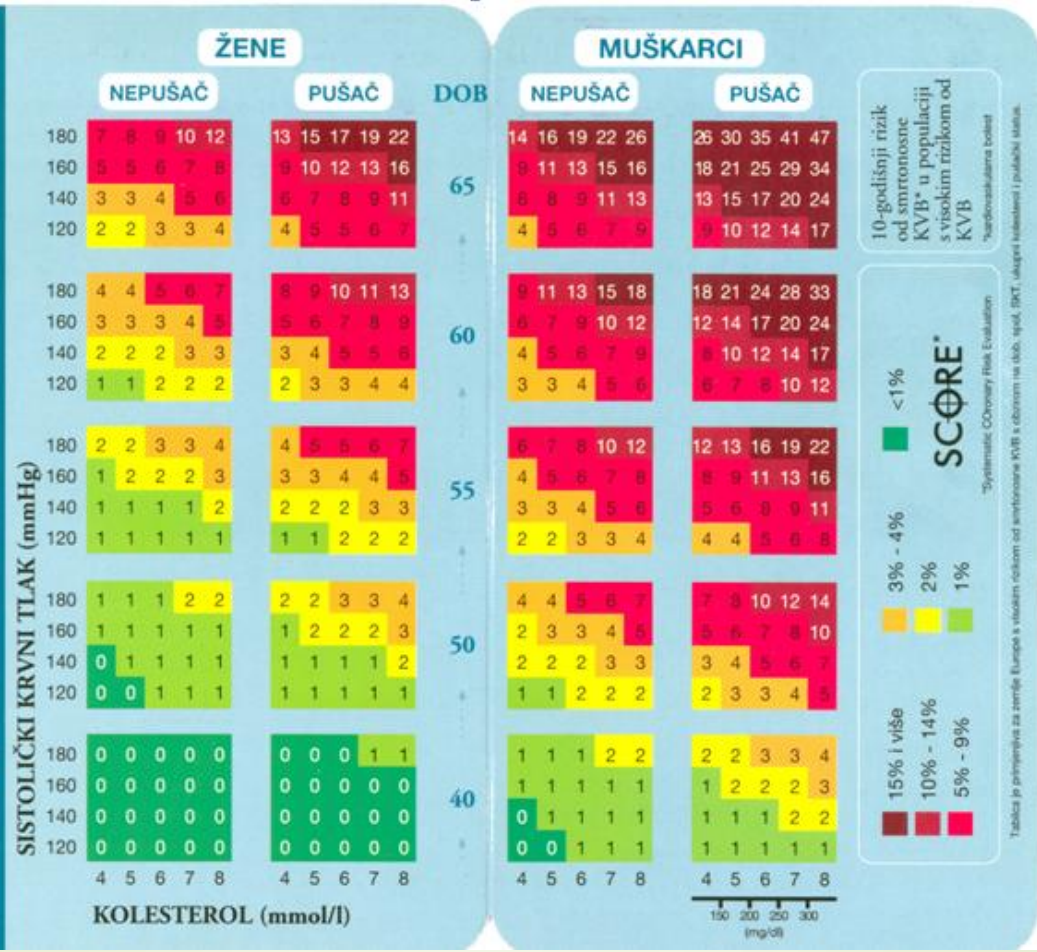 ŽENE MUŠKARCI
NEPUŠAČ PUŠAČ DOB NEPUŠAČ PUŠAČ
180 7 8 9 10 12 13 15 17 19 22 14 16 19 22 26 26 30 35 41 47
160 5 5 6 7 8 9 10 12 13 16 9 11 13 15 16 18 21 25 29 34
65
140 3 3 4 5 6 6 7 8 9 11 6 8 9 11 13 13 15 17 20 24
120 2 2 3 3 4 4 5 5 6 7 4 5 6 7 9 9 10 12 14 17
180 4 4 5 6 7 8 9 10 11 13 9 11 13 15 18 18 21 24 28 33
160 3 3 3 4 5 5 6 7 8 9 6 7 9 10 12 12 14 17 20 24
60
140 2 2 2 3 3 3 4 5 5 6 4 5 6 7 9 8 10 12 14 17
120 1 1 2 2 2 2 3 3 4 4 3 3 4 5 6 6 7 8 10 12
180 2 2 3 3 4 4 5 5 6 7 6 7 8 10 12 12 13 16 19 22
160 1 2 2 2 3 3 3 4 4 5 4 5 6 7 8 8 9 11 13 16
55
140 1 1 1 1 2 2 2 2 3 3 3 3 4 5 6 5 6 8 9 11
120 1 1 1 1 1 1 1 2 2 2 2 2 3 3 4 4 4 5 6 8
180 1 1 1 2 2 2 2 3 3 4 4 4 5 6 7 7 8 10 12 14
160 1 1 1 1 1 1 2 2 2 3 2 3 3 4 5 5 6 7 8 10
50
140 0 1 1 1 1 1 1 1 1 2 2 2 2 3 3 3 4 5 6 7
120 0 0 1 1 1 1 1 1 1 1 1 1 2 2 2 2 3 3 4 5
180 0 0 0 0 0 0 0 0 1 1 1 1 1 2 2 2 2 3 3 4
160 0 0 0 0 0 0 0 0 0 0 1 1 1 1 1 1 2 2 2 3
40
140 0 0 0 0 0 0 0 0 0 0 0 1 1 1 1 1 1 1 2 2
120 0 0 0 0 0 0 0 0 0 0 0 0 1 1 1 1 1 1 1 1
4 5 6 7 8 4 5 6 7 8 4 5 6 7 8 4 5 6 7 8
150 200 250 300
(mg/dl)
SISTOLIČKI KRVNI TLAK (mmHg)
KOLESTEROL (mmol/l)
10-godišnji rizik
od smrtonosne
KVB* u populaciji
s visokim rizikom od
KVB
*kardiovaskularna bolest
15% i više
10% - 14%
5% - 9%
3% - 4%
2%
1%
<1%
SCORE*
*Systematic COronary Risk Evaluation
Tablica je primjenjiva za zemlje Europe s visokim rizikom od smrtonosne KVB s obzirom na dob, spol, SKT, ukupni kolesterol i pušački status.